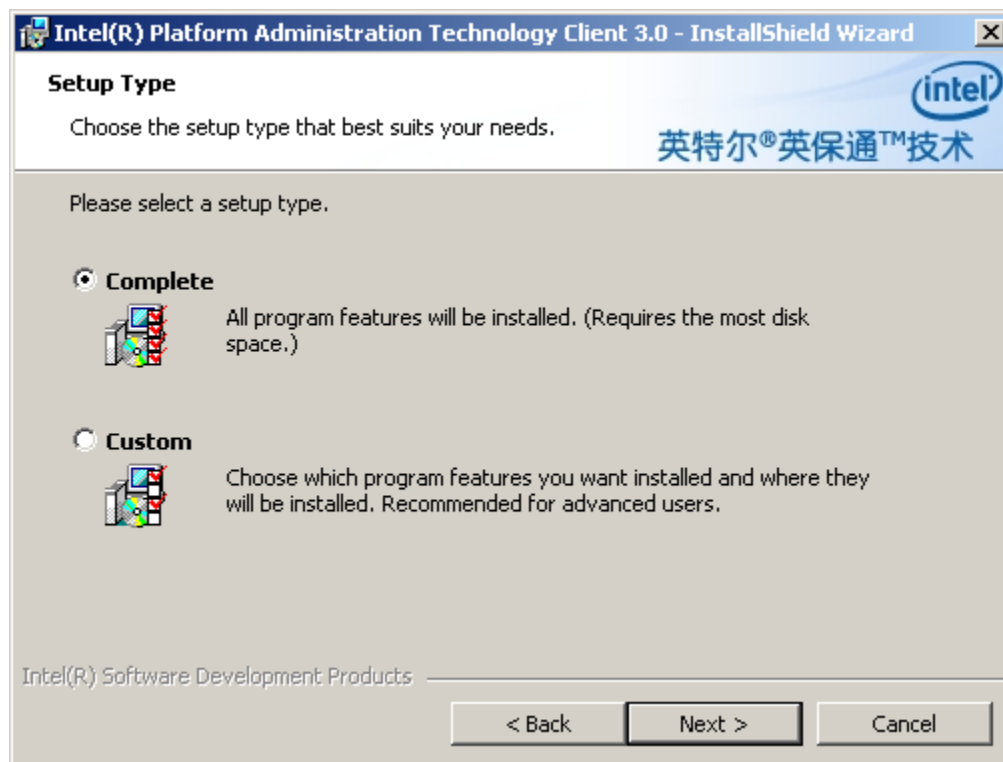 Intel(R) Platform Administration Technology Client 3.0 - InstallShield Wizard
Setup Type
Choose the setup type that best suits your needs.
intel
英特尔®英保通™技术
Please select a setup type.
Complete
All program features will be installed. (Requires the most disk
space.)
Custom
Choose which program features you want installed and where they
will be installed. Recommended for advanced users.
Intel(R) Software Development Products
< Back
Next >
Cancel